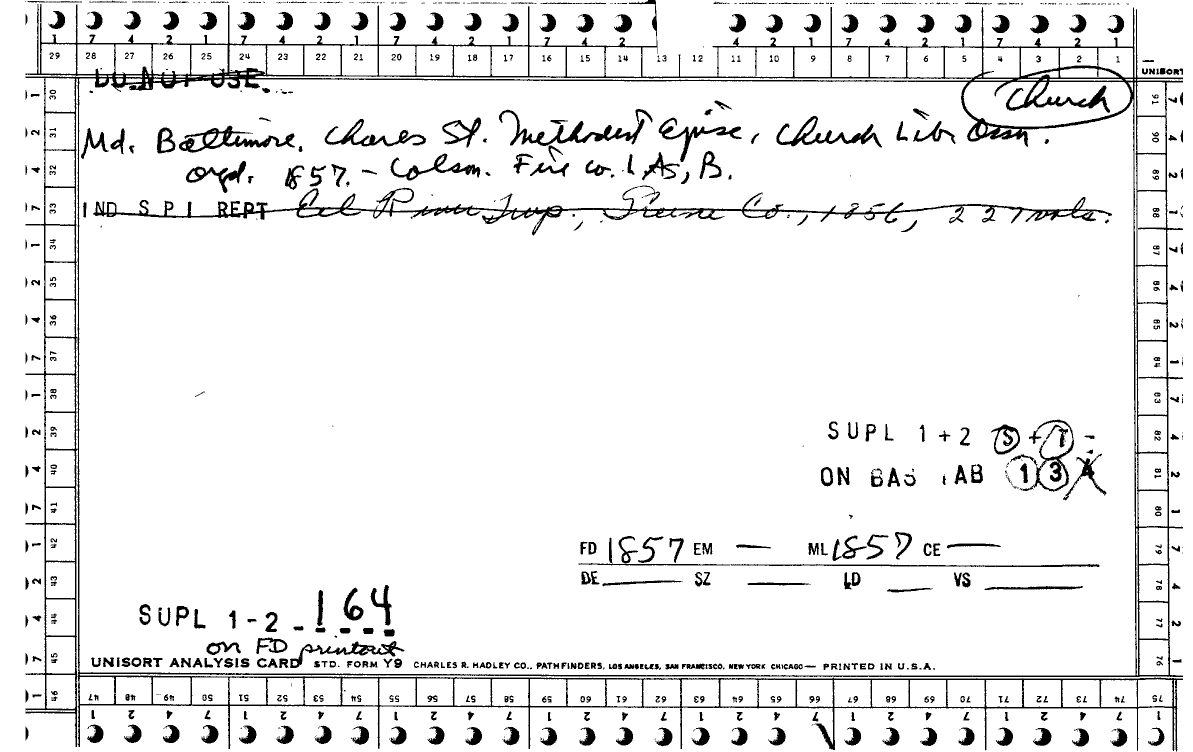 7 4 2 1 7 4 2 1 7 4 2 1 7 4 2 4 2 1 7 4 2 1 7 4 2 1
29 28 27 26 25 24 23 22 21 20 19 18 17 16 15 14 13 12 11 10 9 8 7 6 5 4 3 2 1
UNISORT
DO NOT USE.
Church
Md. Baltimore. Charles St. Methodist Episc. Church Lib. Assn.
orgd. 1857. - Colsm. Fire co. 1, A5, B.
IND S P I REPT Eel River Twp., Greene Co., 1856, 227 vols.
SUPL 1 + 2 S + T -
ON BAS TAB 1 3 4
FD 1857 EM — ML 1857 CE —
DE SZ LD VS
SUPL 1-2 - 164
on FD printout
UNISORT ANALYSIS CARD STD. FORM Y9 CHARLES R. HADLEY CO., PATHFINDERS, LOS ANGELES, SAN FRANCISCO, NEW YORK CHICAGO — PRINTED IN U.S.A.
30 31 32 33 34 35 36 37 38 39 40 41 42 43 44 45 46
91 90 89 88 87 86 85 84 83 82 81 80 79 78 77 76
47 48 49 50 51 52 53 54 55 56 57 58 59 60 61 62 63 64 65 66 67 68 69 70 71 72 73 74 75
1 2 4 7 1 2 4 7 1 2 4 7 1 2 4 7 1 2 4 7 1 2 4 7 1 2 4 7 1